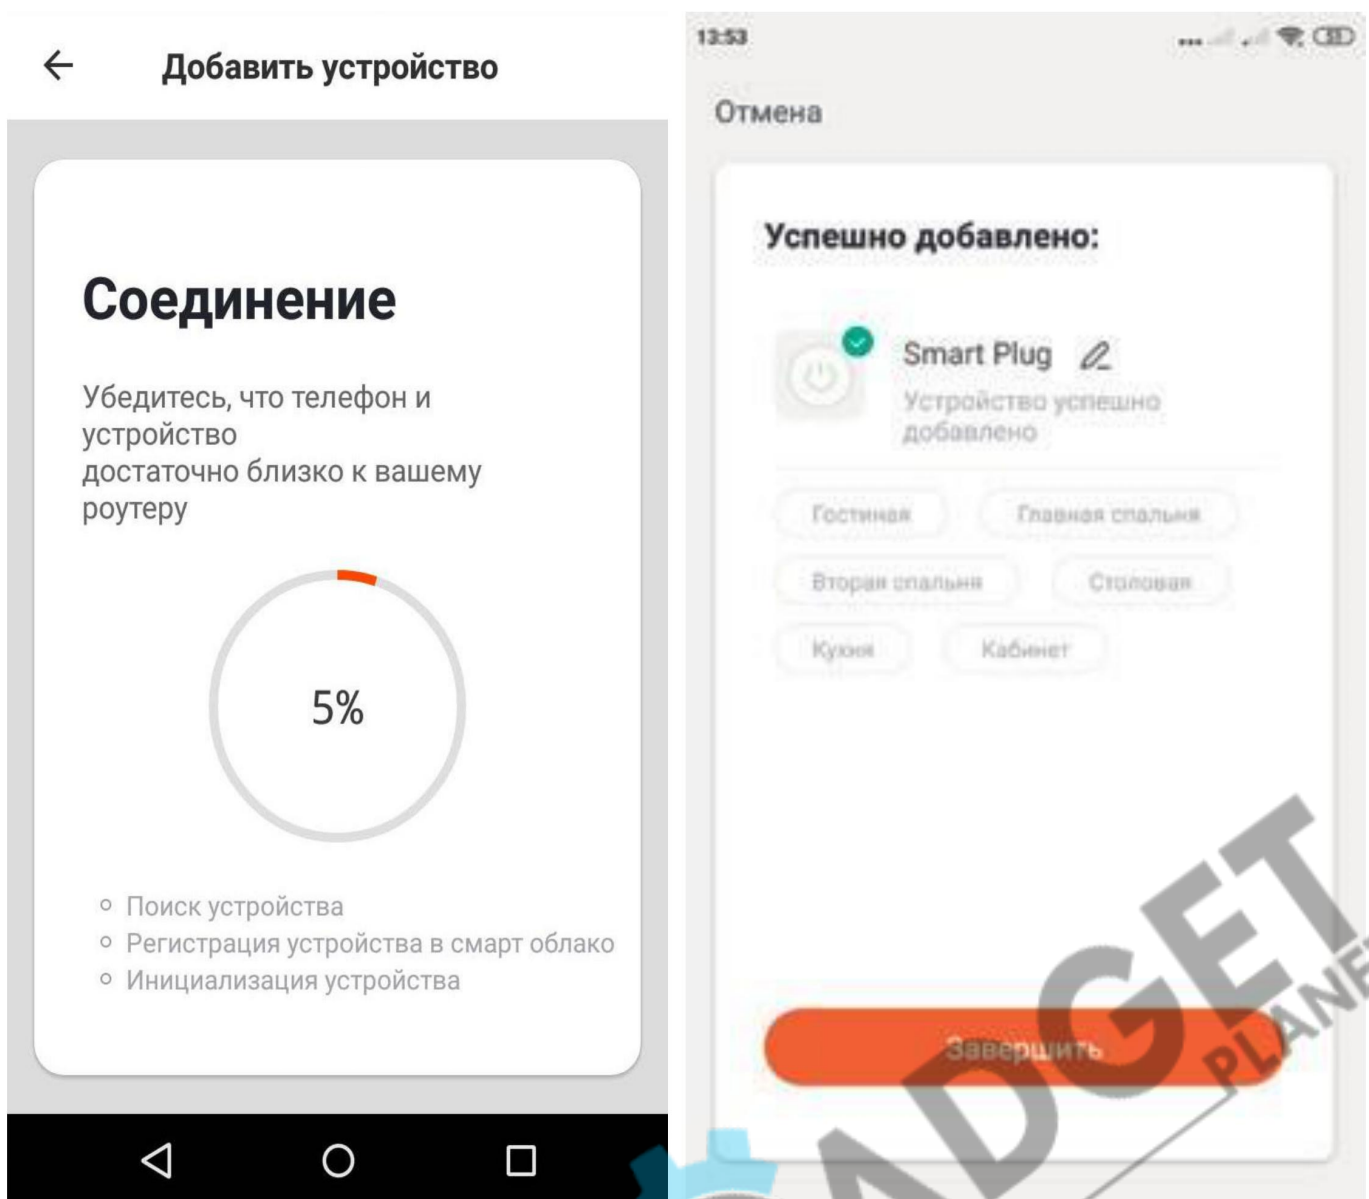 Добавить устройство
Соединение
Убедитесь, что телефон и
устройство
достаточно близко к вашему
роутеру
5%
Поиск устройства
Регистрация устройства в смарт облако
Инициализация устройства
13:53
Отмена
Успешно добавлено:
Smart Plug
Устройство успешно
добавлено
Гостиная
Главная спальня
Вторая спальня
Столовая
Кухня
Кабинет
Завершить
ADGET
PLANE